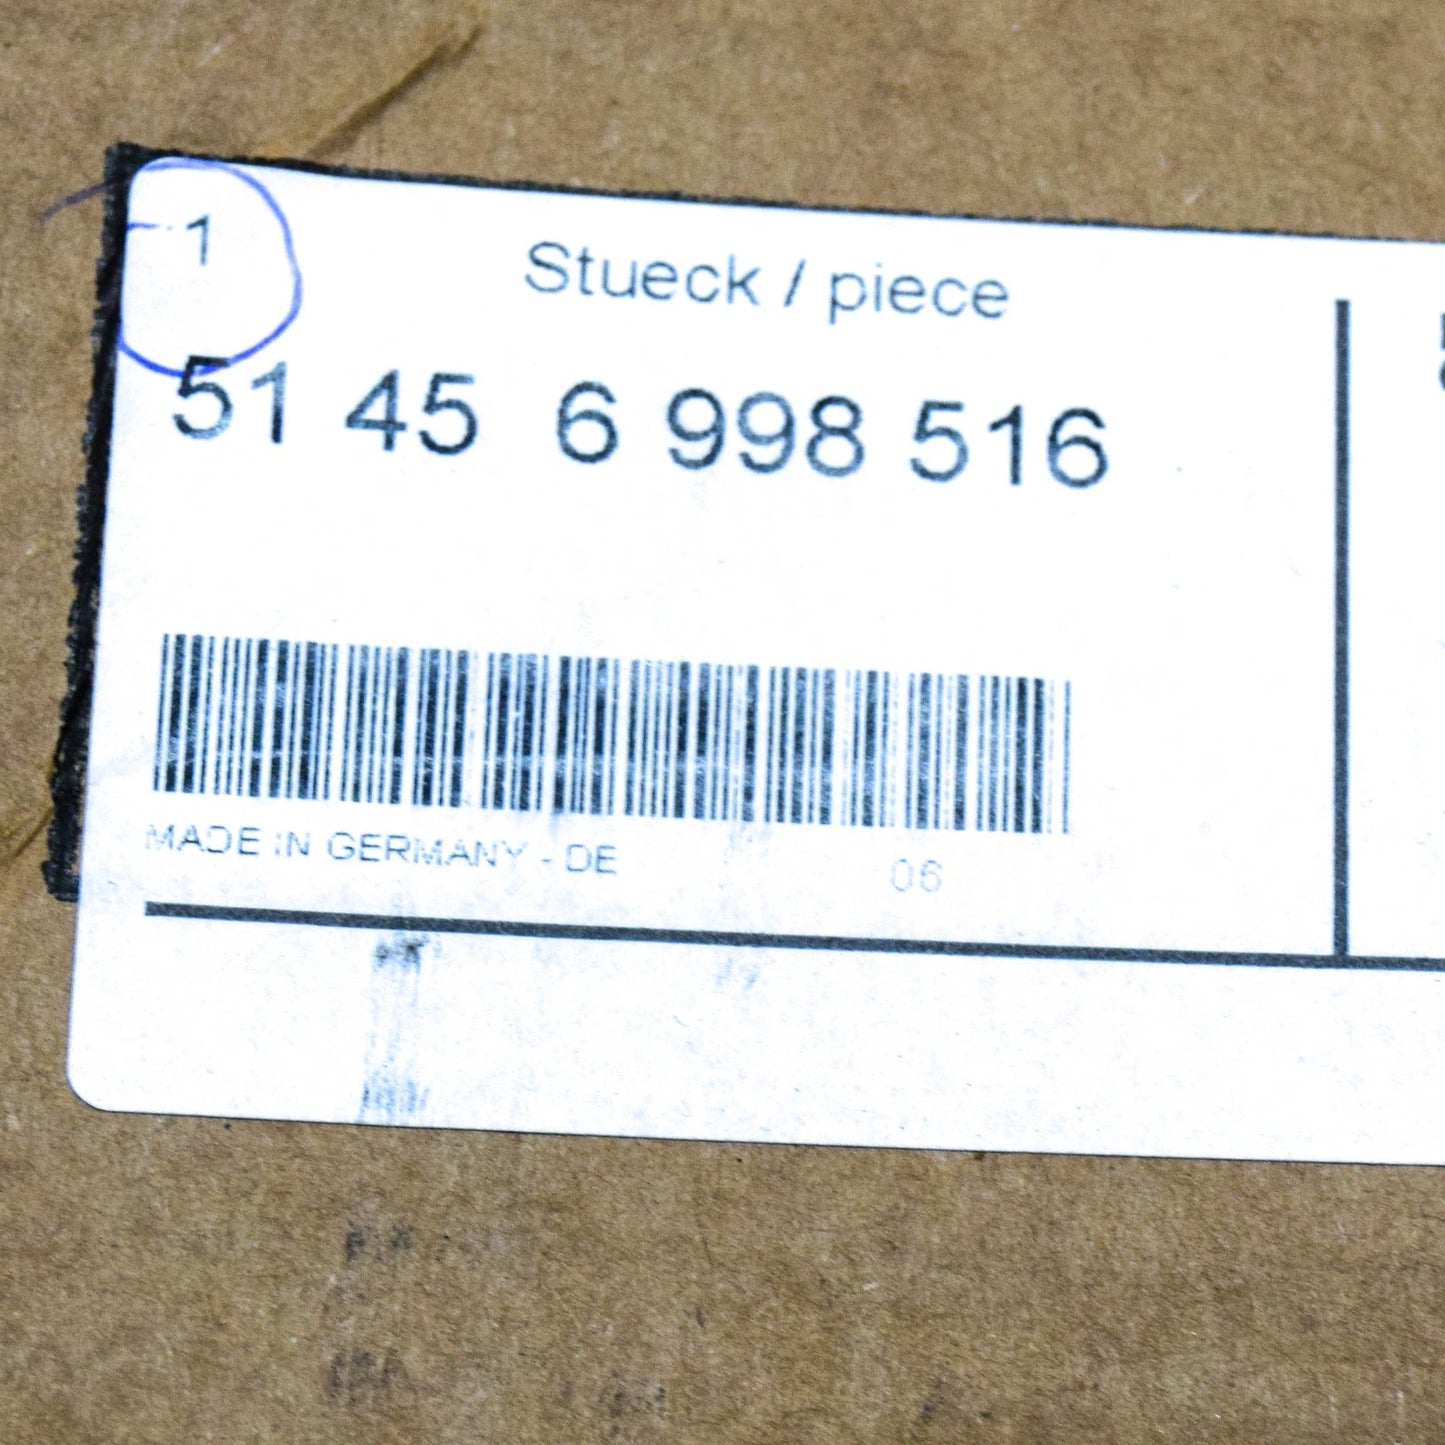 1 Stueck / piece
51 45 6 998 516
MADE IN GERMANY - DE 06